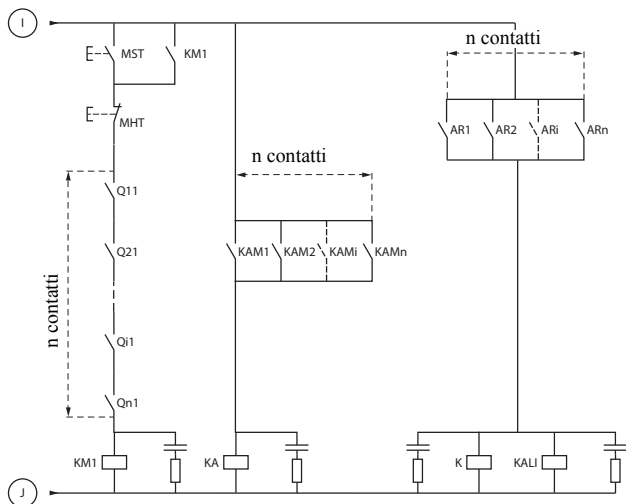 I
MST
KM1
n contatti
MHT
AR1
AR2
ARi
ARn
n contatti
Q11
n contatti
Q21
KAM1
KAM2
KAMi
KAMn
Qi1
Qn1
KM1
KA
K
KALI
J